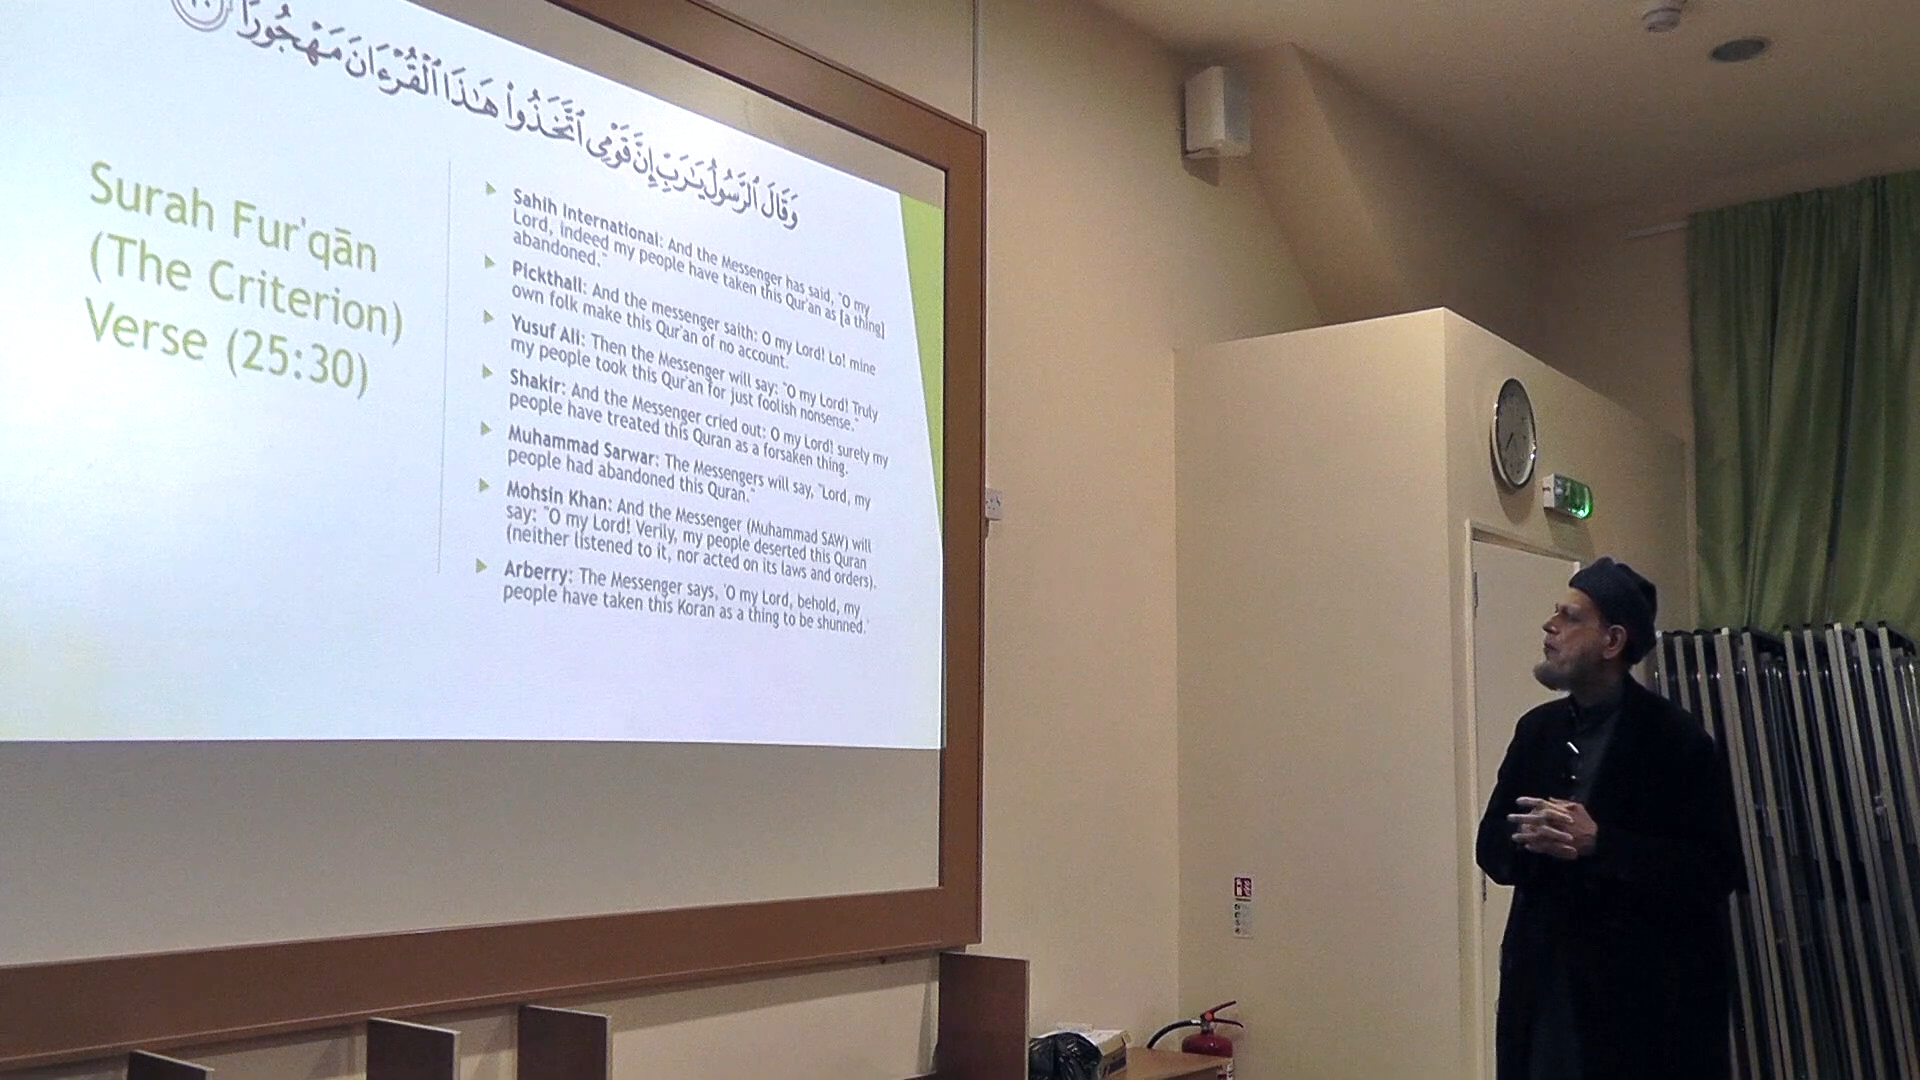 وَقَالَ ٱلرَّسُولُ يَـٰرَبِّ إِنَّ قَوْمِى ٱتَّخَذُوا۟ هَـٰذَا ٱلْقُرْءَانَ مَهْجُورًا
Surah Fur'qān
(The Criterion)
Verse (25:30)
Sahih International: And the Messenger has said, "O my
Lord, indeed my people have taken this Qur'an as [a thing]
abandoned."
Pickthall: And the messenger saith: O my Lord! Lo! mine
own folk make this Qur'an of no account.
Yusuf Ali: Then the Messenger will say: "O my Lord! Truly
my people took this Qur'an for just foolish nonsense."
Shakir: And the Messenger cried out: O my Lord! surely my
people have treated this Quran as a forsaken thing.
Muhammad Sarwar: The Messengers will say, "Lord, my
people had abandoned this Quran."
Mohsin Khan: And the Messenger (Muhammad SAW) will
say: "O my Lord! Verily, my people deserted this Quran
(neither listened to it, nor acted on its laws and orders).
Arberry: The Messenger says, 'O my Lord, behold, my
people have taken this Koran as a thing to be shunned.'